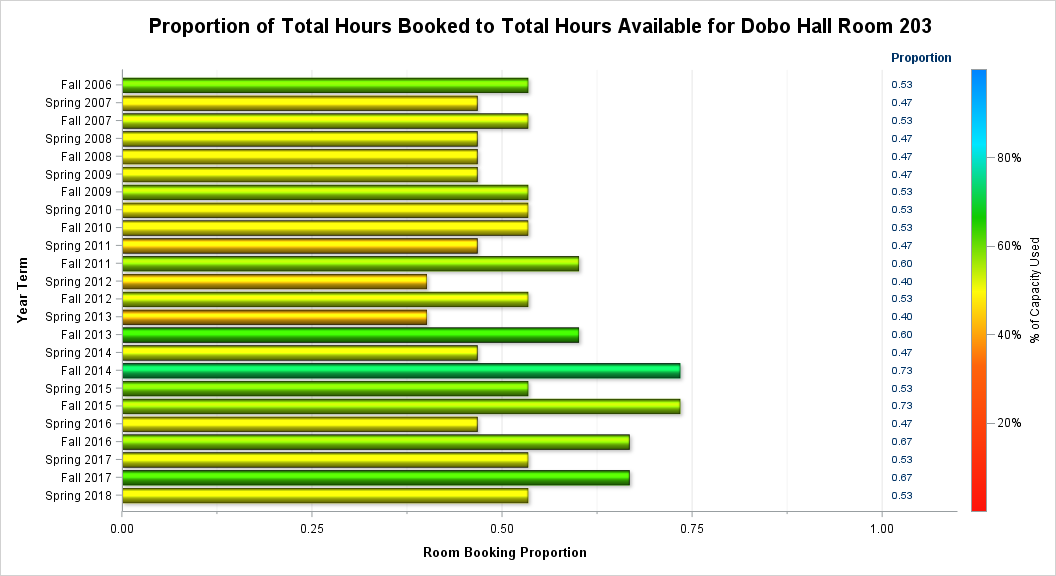 Proportion of Total Hours Booked to Total Hours Available for Dobo Hall Room 203
Proportion
Fall 2006 0.53
Spring 2007 0.47
Fall 2007 0.53
Spring 2008 0.47
Fall 2008 0.47
Spring 2009 0.47
Fall 2009 0.53
Spring 2010 0.53
Fall 2010 0.53
Spring 2011 0.47
Fall 2011 0.60
Spring 2012 0.40
Fall 2012 0.53
Spring 2013 0.40
Fall 2013 0.60
Spring 2014 0.47
Fall 2014 0.73
Spring 2015 0.53
Fall 2015 0.73
Spring 2016 0.47
Fall 2016 0.67
Spring 2017 0.53
Fall 2017 0.67
Spring 2018 0.53
Year Term
0.00 0.25 0.50 0.75 1.00
Room Booking Proportion
80%
60%
40%
20%
% of Capacity Used